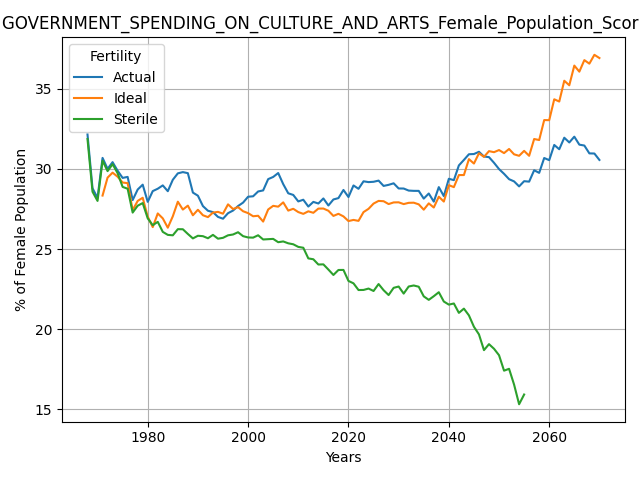 GOVERNMENT_SPENDING_ON_CULTURE_AND_ARTS_Female_Population_Scor
Fertility
Actual
Ideal
Sterile
% of Female Population
35
30
25
20
15
1980
2000
2020
2040
2060
Years